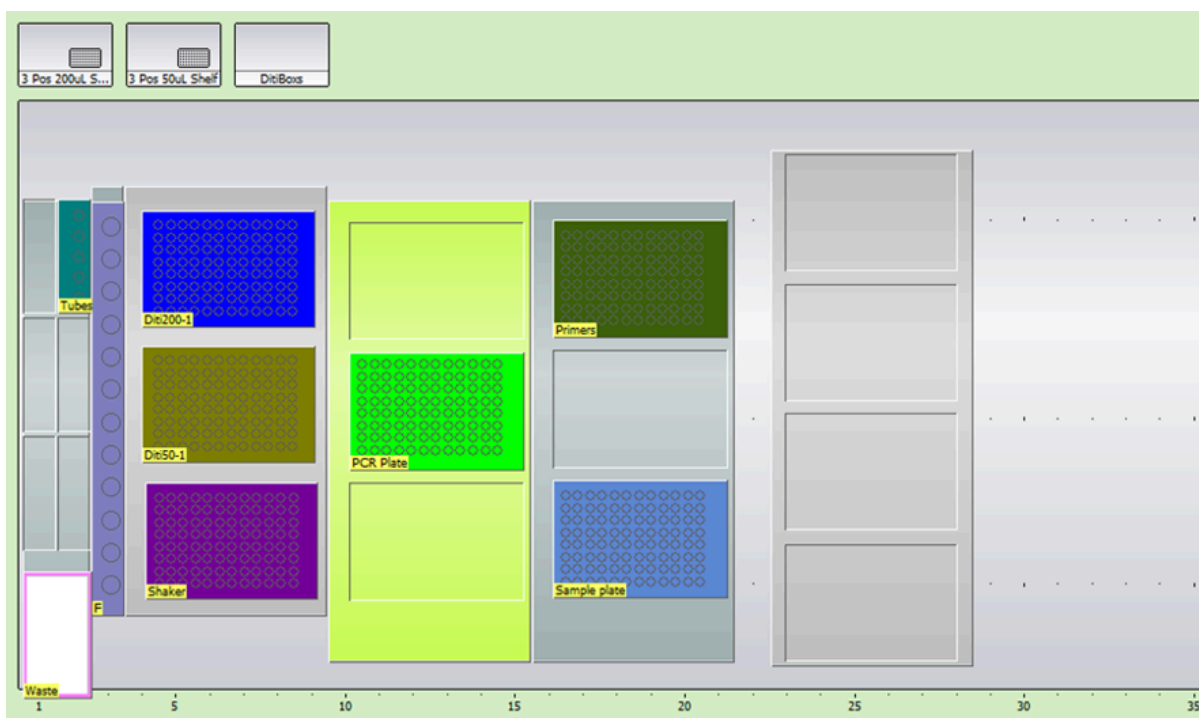 3 Pos 200uL S...
3 Pos 50uL Shelf
DitiBoxs
Tubes
Diti200-1
Primers
Diti50-1
PCR Plate
Shaker
Sample plate
F
Waste
1 5 10 15 20 25 30 35